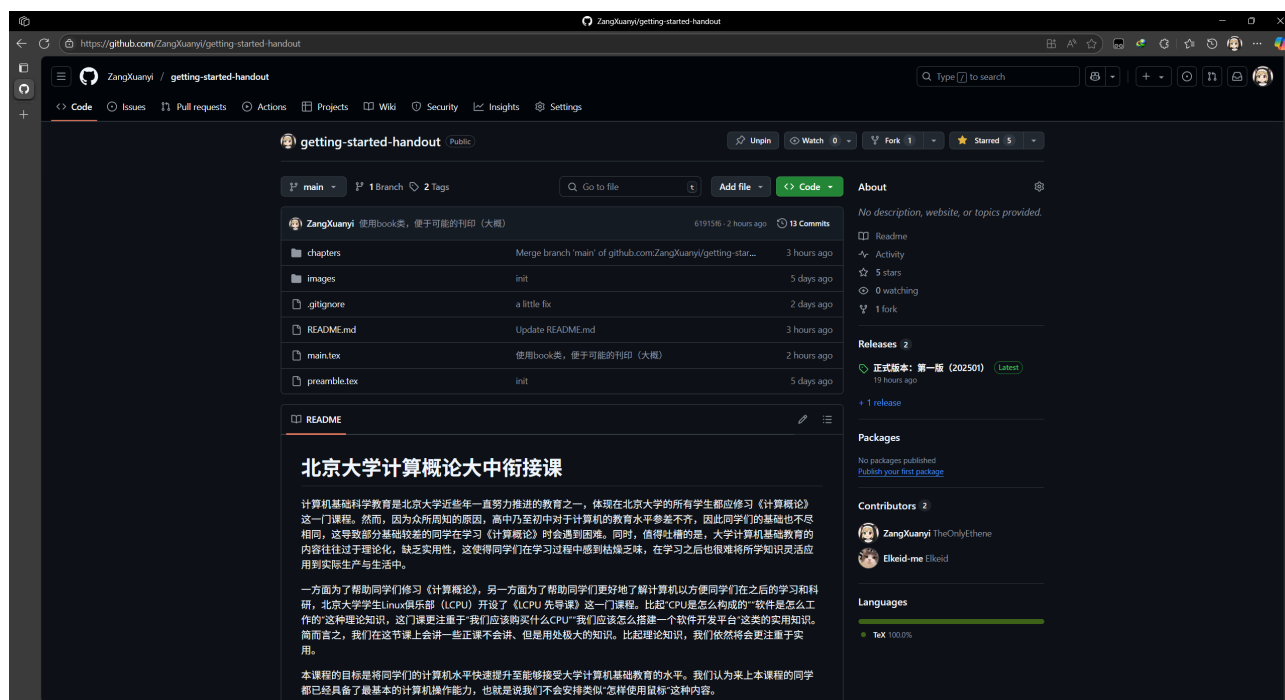 ZangXuanyi/getting-started-handout
https://github.com/ZangXuanyi/getting-started-handout
ZangXuanyi / getting-started-handout
Type / to search
Code Issues Pull requests Actions Projects Wiki Security Insights Settings
getting-started-handout Public
Unpin Watch 0 Fork 1 Starred 5
main 1 Branch 2 Tags Go to file t Add file Code
ZangXuanyi 使用book类，便于可能的刊印（大概） 61915f6 · 2 hours ago 13 Commits
chapters Merge branch 'main' of github.com:ZangXuanyi/getting-star... 3 hours ago
images init 5 days ago
.gitignore a little fix 2 days ago
README.md Update README.md 3 hours ago
main.tex 使用book类，便于可能的刊印（大概） 2 hours ago
preamble.tex init 5 days ago
README
北京大学计算概论大中衔接课
计算机基础科学教育是北京大学近些年一直努力推进的教育之一，体现在北京大学的所有学生都应修习《计算概论》
这一门课程。然而，因为众所周知的原因，高中乃至初中对于计算机的教育水平参差不齐，因此同学们的基础也不尽
相同，这导致部分基础较差的同学在学习《计算概论》时会遇到困难。同时，值得吐槽的是，大学计算机基础教育的
内容往往过于理论化，缺乏实用性，这使得同学们在学习过程中感到枯燥乏味，在学习之后也很难将所学知识灵活应
用到实际生产与生活中。
一方面为了帮助同学们修习《计算概论》，另一方面为了帮助同学们更好地了解计算机以方便同学们在之后的学习和科
研，北京大学学生Linux俱乐部（LCPU）开设了《LCPU 先导课》这一门课程。比起“CPU是怎么构成的”“软件是怎么工
作的”这种理论知识，这门课更注重于“我们应该购买什么CPU”“我们应该怎么搭建一个软件开发平台”这类的实用知识。
简而言之，我们在这节课上会讲一些正课不会讲、但是用处极大的知识。比起理论知识，我们依然将会更注重于实
用。
本课程的目标是将同学们的计算机水平快速提升至能够接受大学计算机基础教育的水平。我们认为来上本课程的同学
都已经具备了最基本的计算机操作能力，也就是说我们不会安排类似“怎样使用鼠标”这种内容。
About
No description, website, or topics provided.
Readme
Activity
5 stars
0 watching
1 fork
Releases 2
正式版本：第一版（202501） Latest
19 hours ago
+ 1 release
Packages
No packages published
Publish your first package
Contributors 2
ZangXuanyi TheOnlyEthene
Elkeid-me Elkeid
Languages
TeX 100.0%